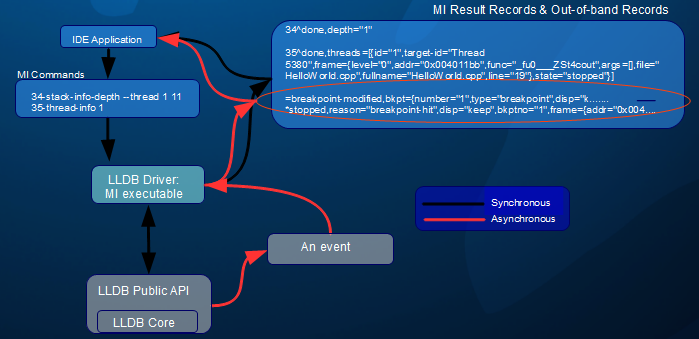 MI Result Records & Out-of-band Records
IDE Application
34^done,depth="1"
35^done,threads=[{id="1",target-id="Thread
5380",frame={level="0",addr="0x004011bb",func="_fu0___ZSt4cout",args=[],file="
HelloWorld.cpp",fullname="HelloWorld.cpp",line="19"},state="stopped"}]
=breakpoint-modified,bkpt={number="1",type="breakpoint",disp="k.......
*stopped,reason="breakpoint-hit",disp="keep",bkptno="1",frame={addr="0x004....
MI Commands
34-stack-info-depth --thread 1 11
35-thread-info 1
LLDB Driver:
MI executable
Synchronous
Asynchronous
An event
LLDB Public API
LLDB Core